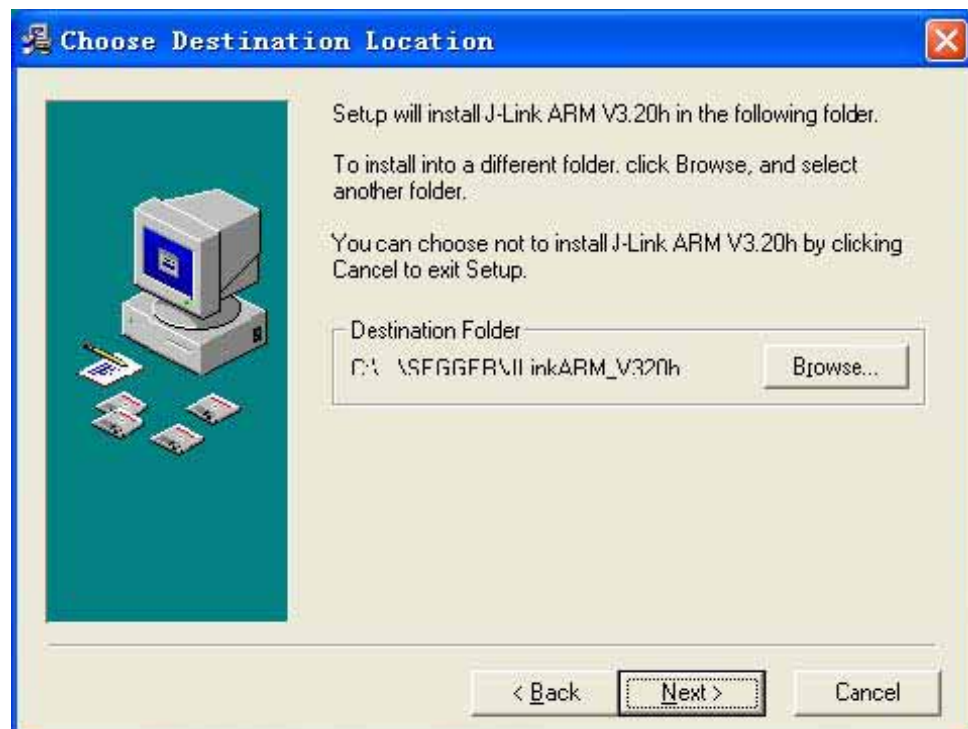 Choose Destination Location
Setup will install J-Link ARM V3.20h in the following folder.
To install into a different folder, click Browse, and select
another folder.
You can choose not to install J-Link ARM V3.20h by clicking
Cancel to exit Setup.
Destination Folder
C:\...\SEGGER\JLinkARM_V320h
Browse...
< Back
Next >
Cancel